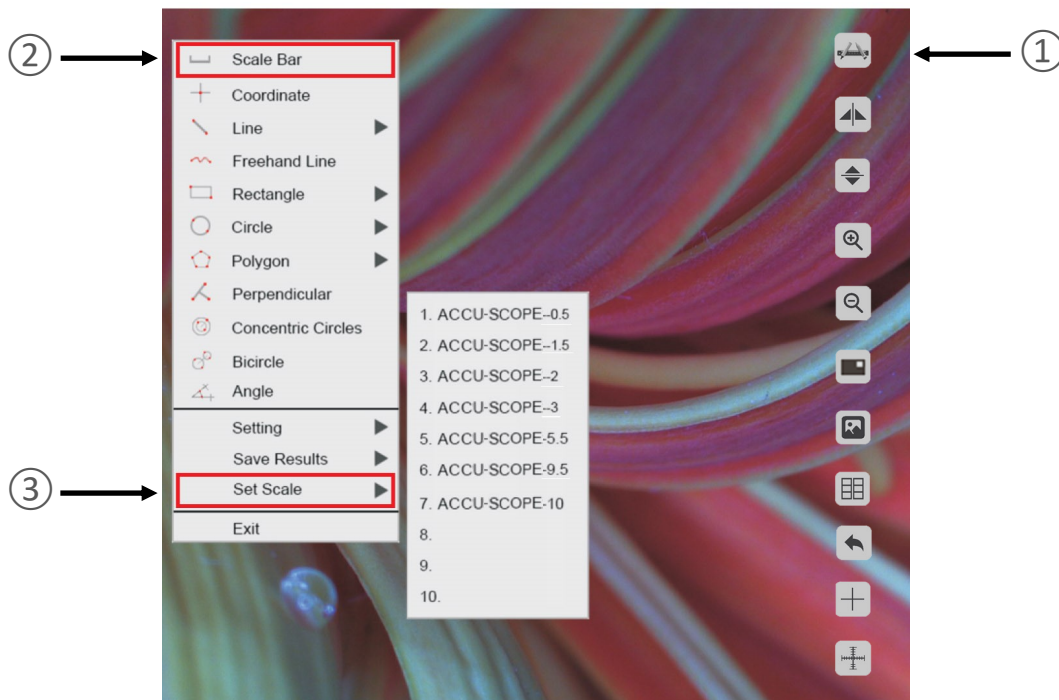 ②
Scale Bar
①
Coordinate
Line
Freehand Line
Rectangle
Circle
Polygon
Perpendicular
Concentric Circles
Bicircle
Angle
Setting
Save Results
③
Set Scale
Exit
1. ACCU-SCOPE--0.5
2. ACCU-SCOPE--1.5
3. ACCU-SCOPE--2
4. ACCU-SCOPE--3
5. ACCU-SCOPE-5.5
6. ACCU-SCOPE-9.5
7. ACCU-SCOPE-10
8.
9.
10.